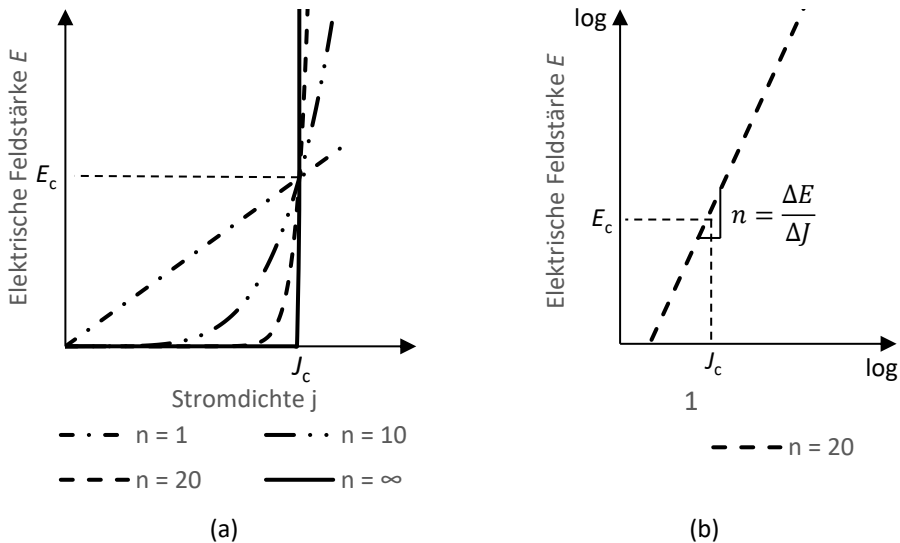 Elektrische Feldstärke E
E_c
J_c
Stromdichte j
n = 1
n = 10
n = 20
n = ∞
(a)
log
Elektrische Feldstärke E
E_c
n = ΔE/ΔJ
J_c
log
1
n = 20
(b)